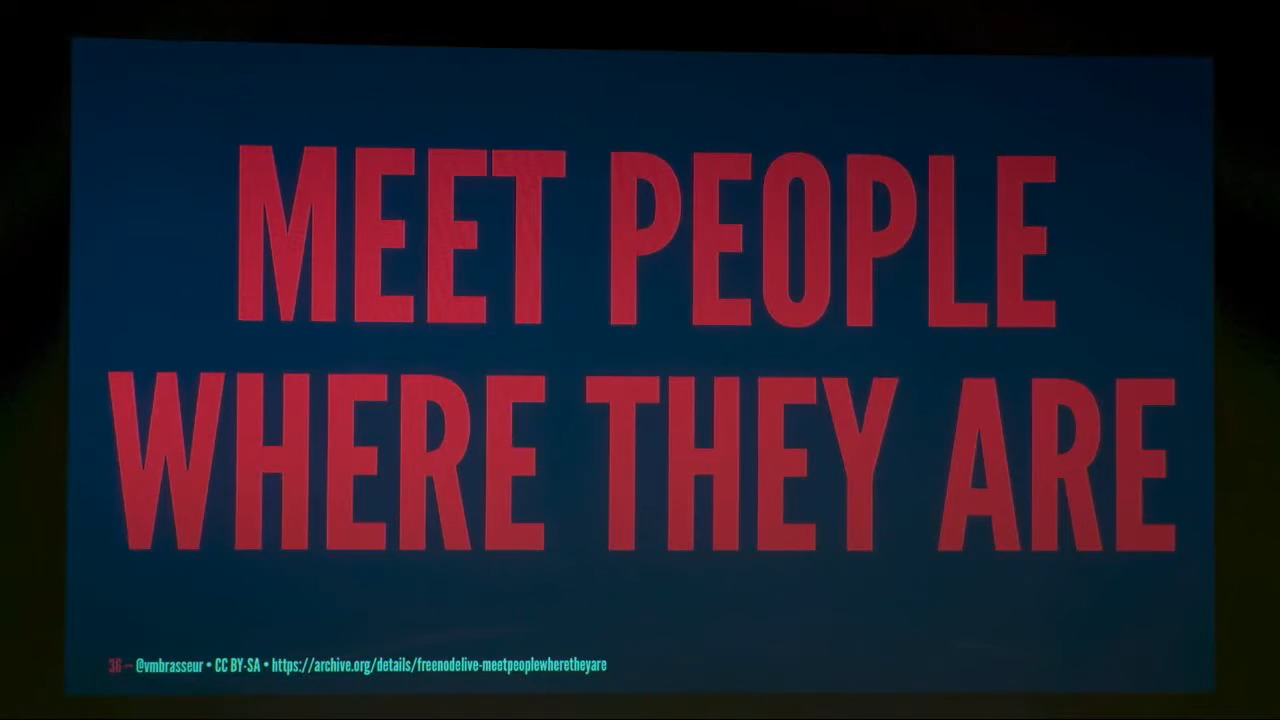 MEET PEOPLE
WHERE THEY ARE
36 — @vmbrasseur • CC BY-SA • https://archive.org/details/freenodelive-meetpeoplewheretheyare